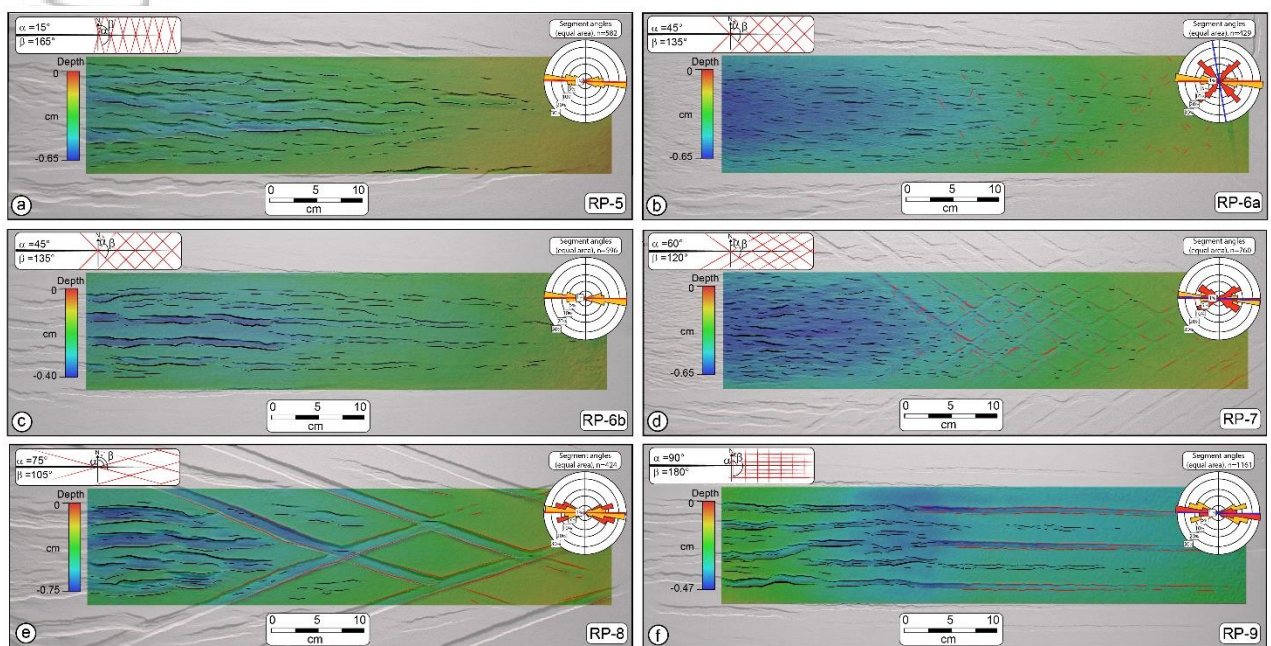 α =15°
β =165°
N
α
β
Segment angles
(equal area), n=582
Depth
0
cm
-0.65
0 5 10
cm
a
RP-5
α =45°
β =135°
N
α
β
Segment angles
(equal area), n=429
Depth
0
cm
-0.65
0 5 10
cm
b
RP-6a
α =45°
β =135°
N
α
β
Segment angles
(equal area), n=596
Depth
0
cm
-0.40
0 5 10
cm
c
RP-6b
α =60°
β =120°
N
α
β
Segment angles
(equal area), n=760
Depth
0
cm
-0.65
0 5 10
cm
d
RP-7
α =75°
β =105°
N
α
β
Segment angles
(equal area), n=424
Depth
0
cm
-0.75
0 5 10
cm
e
RP-8
α =90°
β =180°
N
α
β
Segment angles
(equal area), n=1161
Depth
0
cm
-0.47
0 5 10
cm
f
RP-9